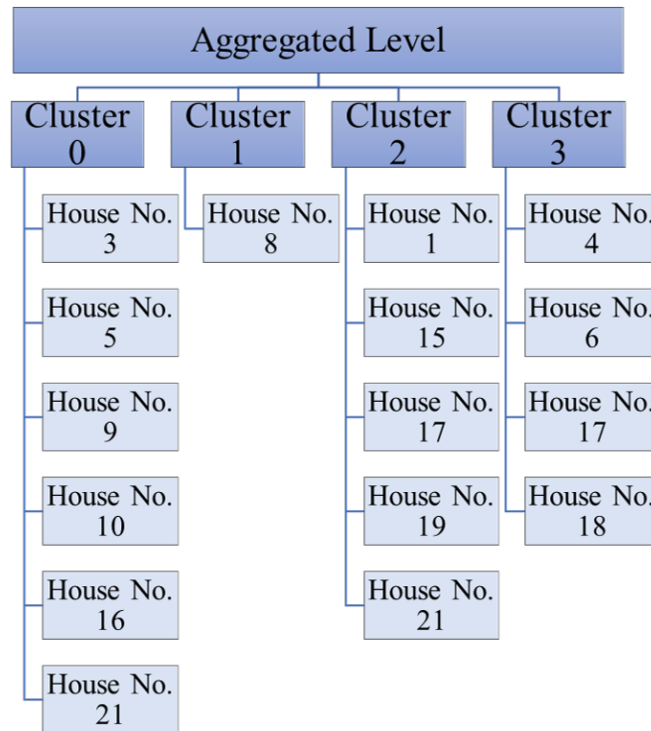 Aggregated Level
Cluster
0
Cluster
1
Cluster
2
Cluster
3
House No.
3
House No.
5
House No.
9
House No.
10
House No.
16
House No.
21
House No.
8
House No.
1
House No.
15
House No.
17
House No.
19
House No.
21
House No.
4
House No.
6
House No.
17
House No.
18